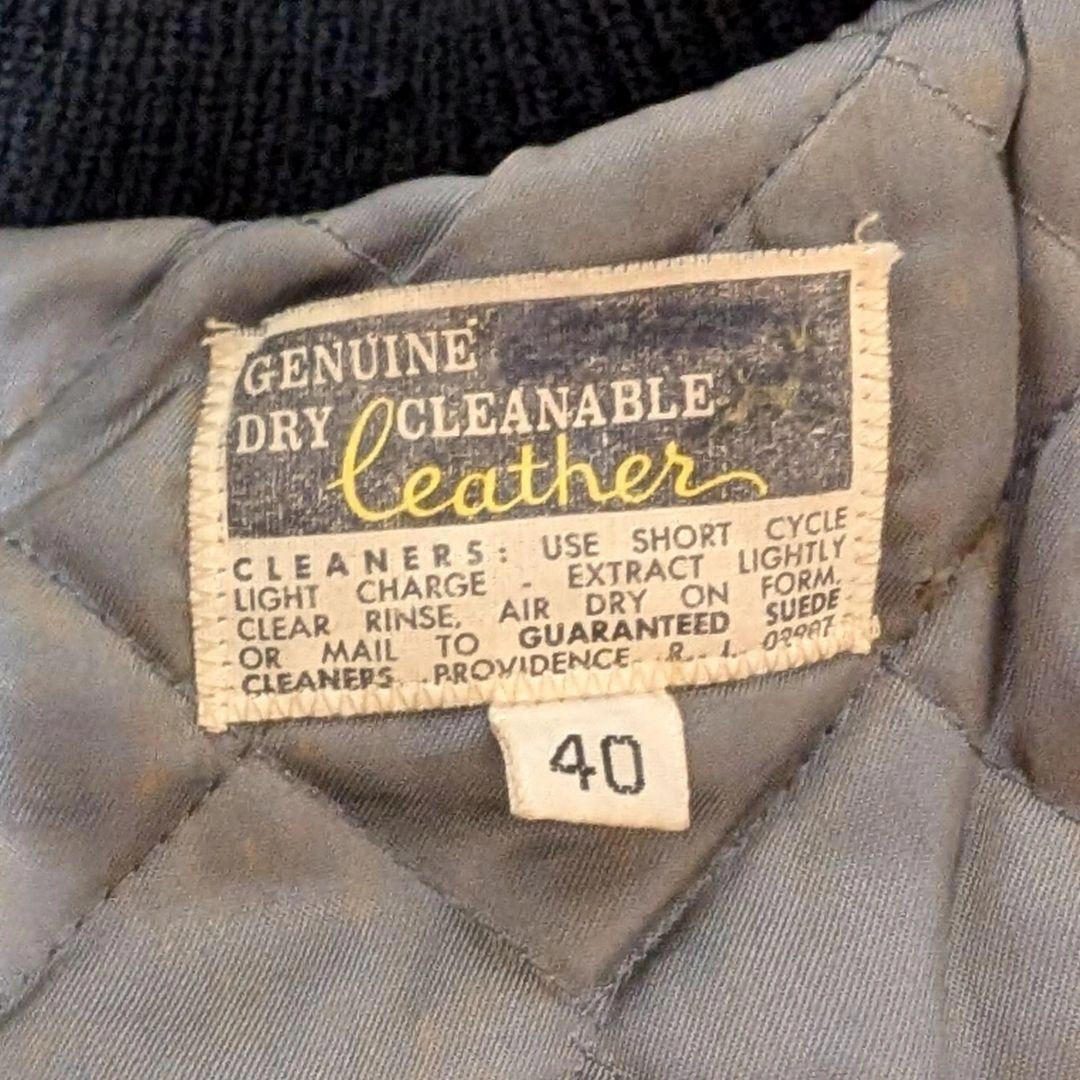 GENUINE
DRY CLEANABLE
leather
CLEANERS: USE SHORT CYCLE
LIGHT CHARGE - EXTRACT LIGHTLY
CLEAR RINSE, AIR DRY ON FORM.
OR MAIL TO GUARANTEED SUEDE
CLEANERS PROVIDENCE R. I.
40